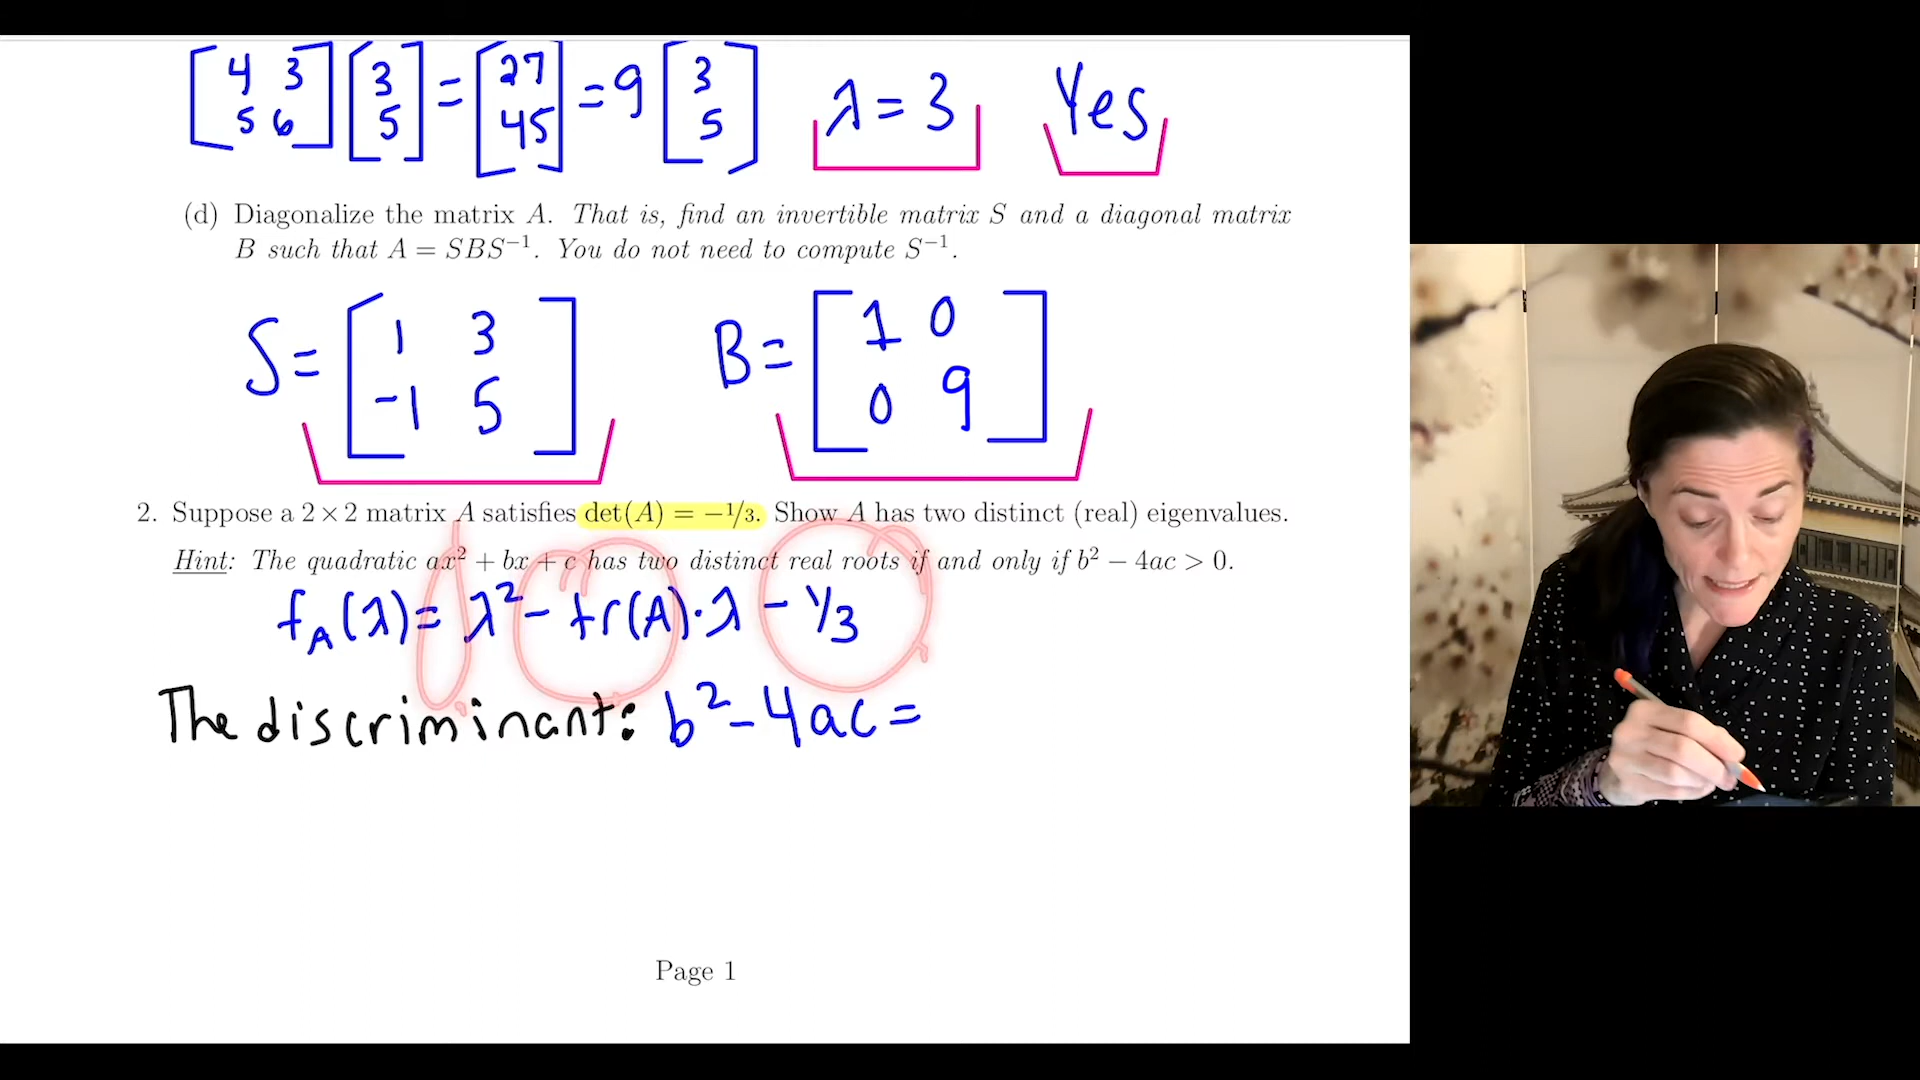 [4 3 5 6] [3 5] = [27 45] = 9 [3 5] λ = 3 Yes
(d) Diagonalize the matrix A. That is, find an invertible matrix S and a diagonal matrix
B such that A = SBS⁻¹. You do not need to compute S⁻¹.
S = [1 3 -1 5] B = [1 0 0 9]
2. Suppose a 2 × 2 matrix A satisfies det(A) = −1/3. Show A has two distinct (real) eigenvalues.
Hint: The quadratic ax² + bx + c has two distinct real roots if and only if b² − 4ac > 0.
f_A(λ) = λ² - tr(A)·λ - 1/3
The discriminant: b² - 4ac =
Page 1